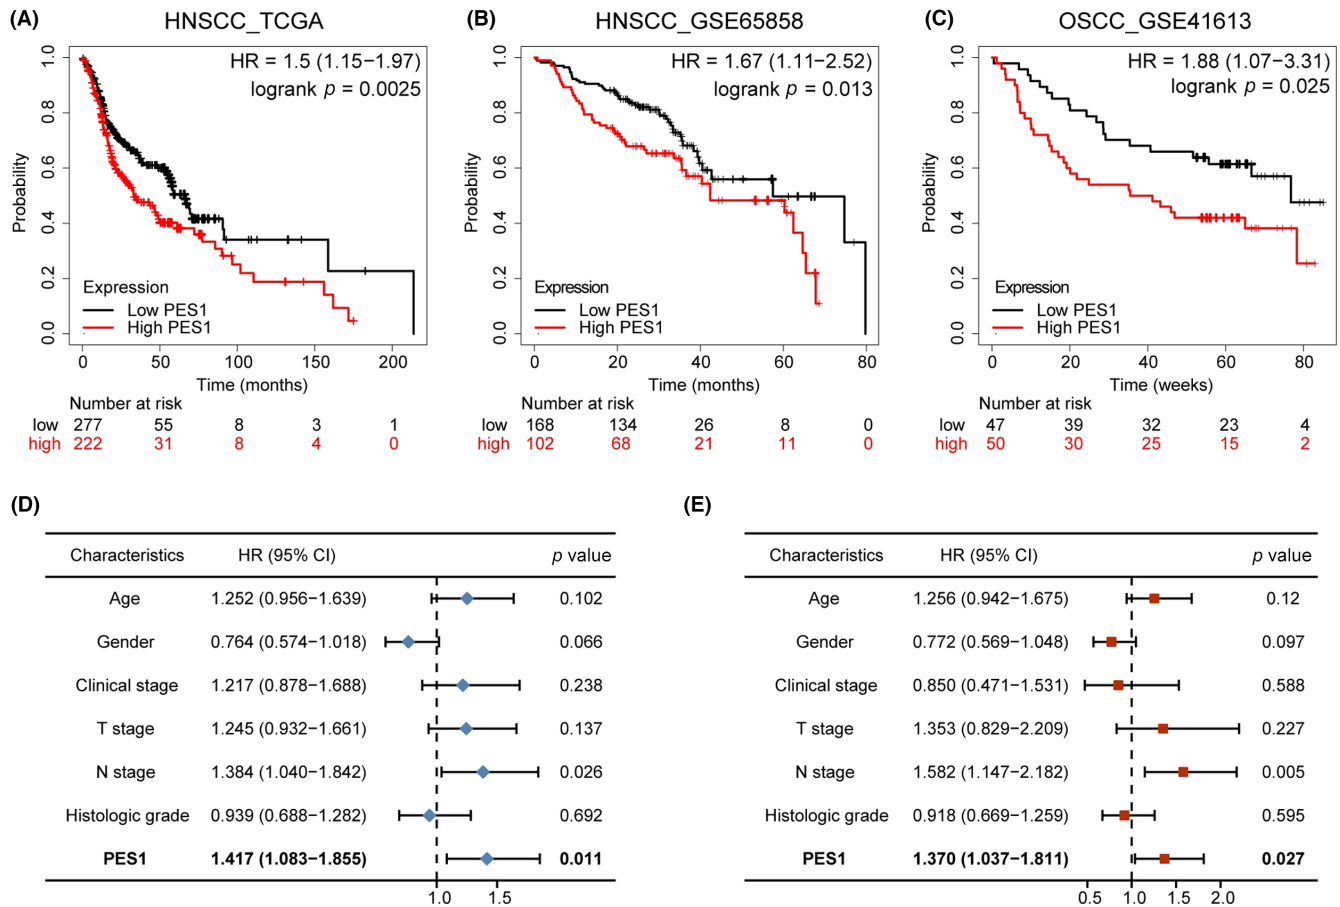 (A) HNSCC_TCGA
HR = 1.5 (1.15−1.97)
logrank p = 0.0025
Probability
1.0
0.8
0.6
0.4
0.2
0.0
Expression
Low PES1
High PES1
0 50 100 150 200
Time (months)
Number at risk
low 277 55 8 3 1
high 222 31 8 4 0
(B) HNSCC_GSE65858
HR = 1.67 (1.11−2.52)
logrank p = 0.013
Probability
1.0
0.8
0.6
0.4
0.2
0.0
Expression
Low PES1
High PES1
0 20 40 60 80
Time (months)
Number at risk
low 168 134 26 8 0
high 102 68 21 11 0
(C) OSCC_GSE41613
HR = 1.88 (1.07−3.31)
logrank p = 0.025
Probability
1.0
0.8
0.6
0.4
0.2
0.0
Expression
Low PES1
High PES1
0 20 40 60 80
Time (weeks)
Number at risk
low 47 39 32 23 4
high 50 30 25 15 2
(D)
Characteristics HR (95% CI) p value
Age 1.252 (0.956−1.639) 0.102
Gender 0.764 (0.574−1.018) 0.066
Clinical stage 1.217 (0.878−1.688) 0.238
T stage 1.245 (0.932−1.661) 0.137
N stage 1.384 (1.040−1.842) 0.026
Histologic grade 0.939 (0.688−1.282) 0.692
PES1 1.417 (1.083−1.855) 0.011
1.0 1.5
(E)
Characteristics HR (95% CI) p value
Age 1.256 (0.942−1.675) 0.12
Gender 0.772 (0.569−1.048) 0.097
Clinical stage 0.850 (0.471−1.531) 0.588
T stage 1.353 (0.829−2.209) 0.227
N stage 1.582 (1.147−2.182) 0.005
Histologic grade 0.918 (0.669−1.259) 0.595
PES1 1.370 (1.037−1.811) 0.027
0.5 1.0 1.5 2.0